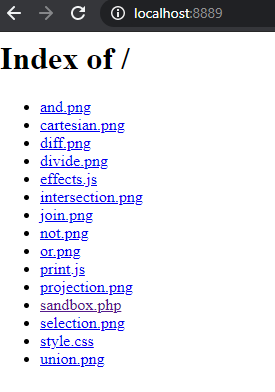 localhost:8889
Index of /
and.png
cartesian.png
diff.png
divide.png
effects.js
intersection.png
join.png
not.png
or.png
print.js
projection.png
sandbox.php
selection.png
style.css
union.png